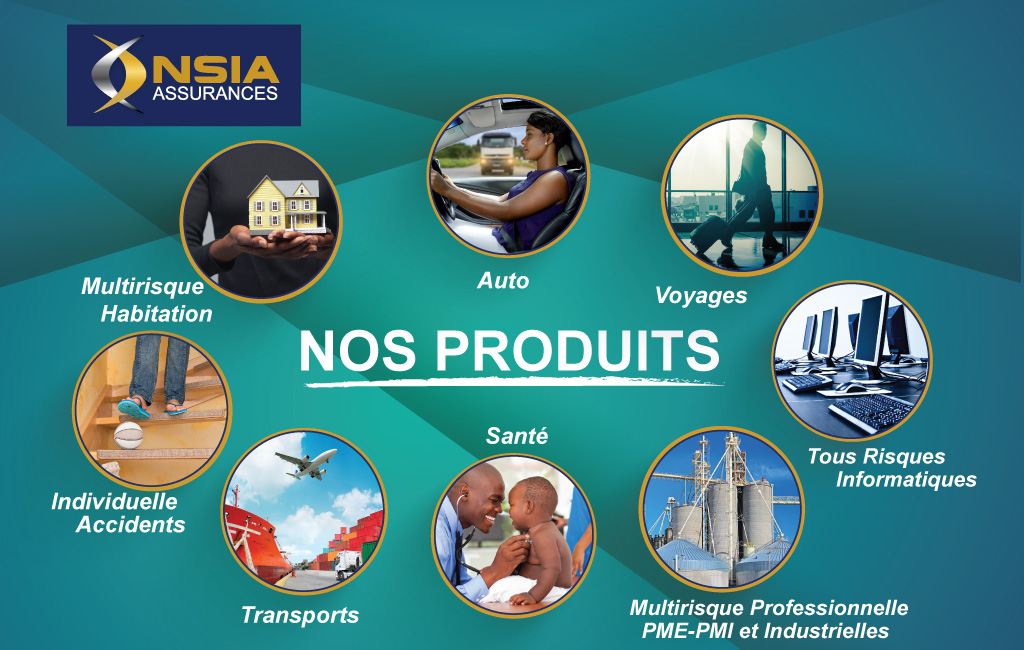 NSIA
ASSURANCES
Multirisque
Habitation
Auto
Voyages
NOS PRODUITS
Individuelle
Accidents
Santé
Tous Risques
Informatiques
Transports
Multirisque Professionnelle
PME-PMI et Industrielles